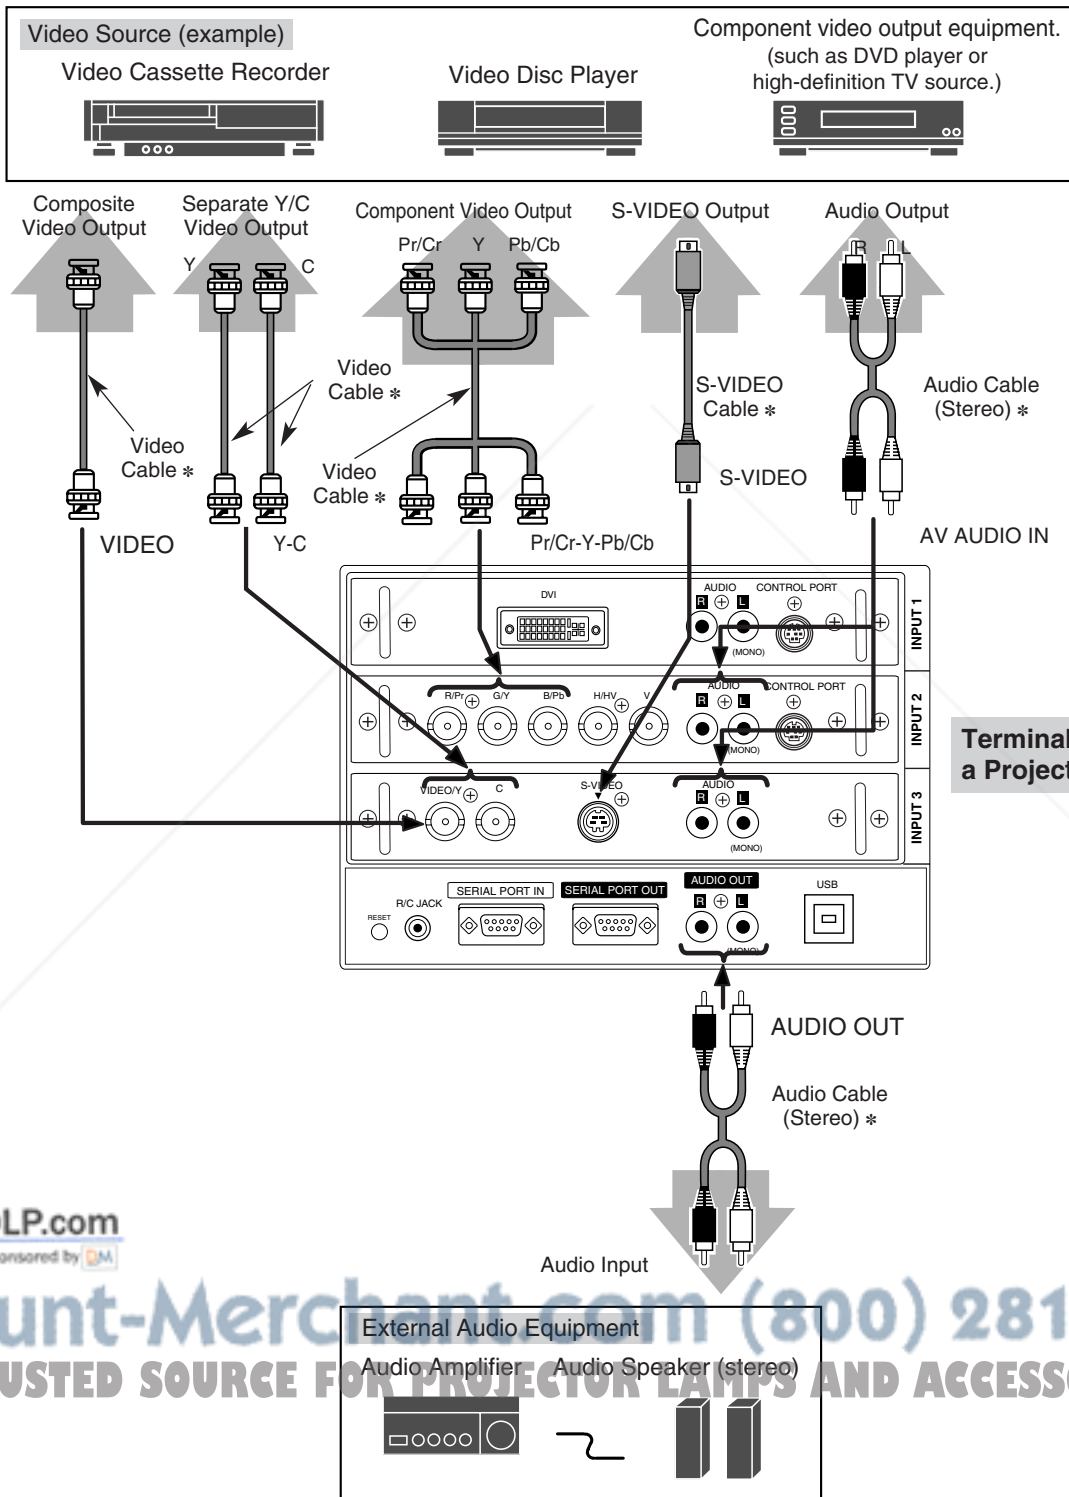 Video Source (example)
Video Cassette Recorder
Video Disc Player
Component video output equipment.
(such as DVD player or
high-definition TV source.)
Composite
Video Output
Separate Y/C
Video Output
Component Video Output
S-VIDEO Output
Audio Output
Y
C
Pr/Cr
Y
Pb/Cb
R
L
Video
Cable *
Video
Cable *
Video
Cable *
S-VIDEO
Cable *
Audio Cable
(Stereo) *
S-VIDEO
VIDEO
Y-C
Pr/Cr-Y-Pb/Cb
AV AUDIO IN
DVI
AUDIO
R
L
(MONO)
CONTROL PORT
INPUT 1
R/Pr
G/Y
B/Pb
H/HV
V
AUDIO
R
L
(MONO)
CONTROL PORT
INPUT 2
Terminal
a Project
VIDEO/Y
C
S-VIDEO
AUDIO
R
L
(MONO)
INPUT 3
RESET
R/C JACK
SERIAL PORT IN
SERIAL PORT OUT
AUDIO OUT
R
L
(MONO)
USB
AUDIO OUT
Audio Cable
(Stereo) *
LP.com
onsored by DM
Audio Input
unt-Merchant.com (800) 281
USTED SOURCE FOR PROJECTOR LAMPS AND ACCESSO
External Audio Equipment
Audio Amplifier
Audio Speaker (stereo)